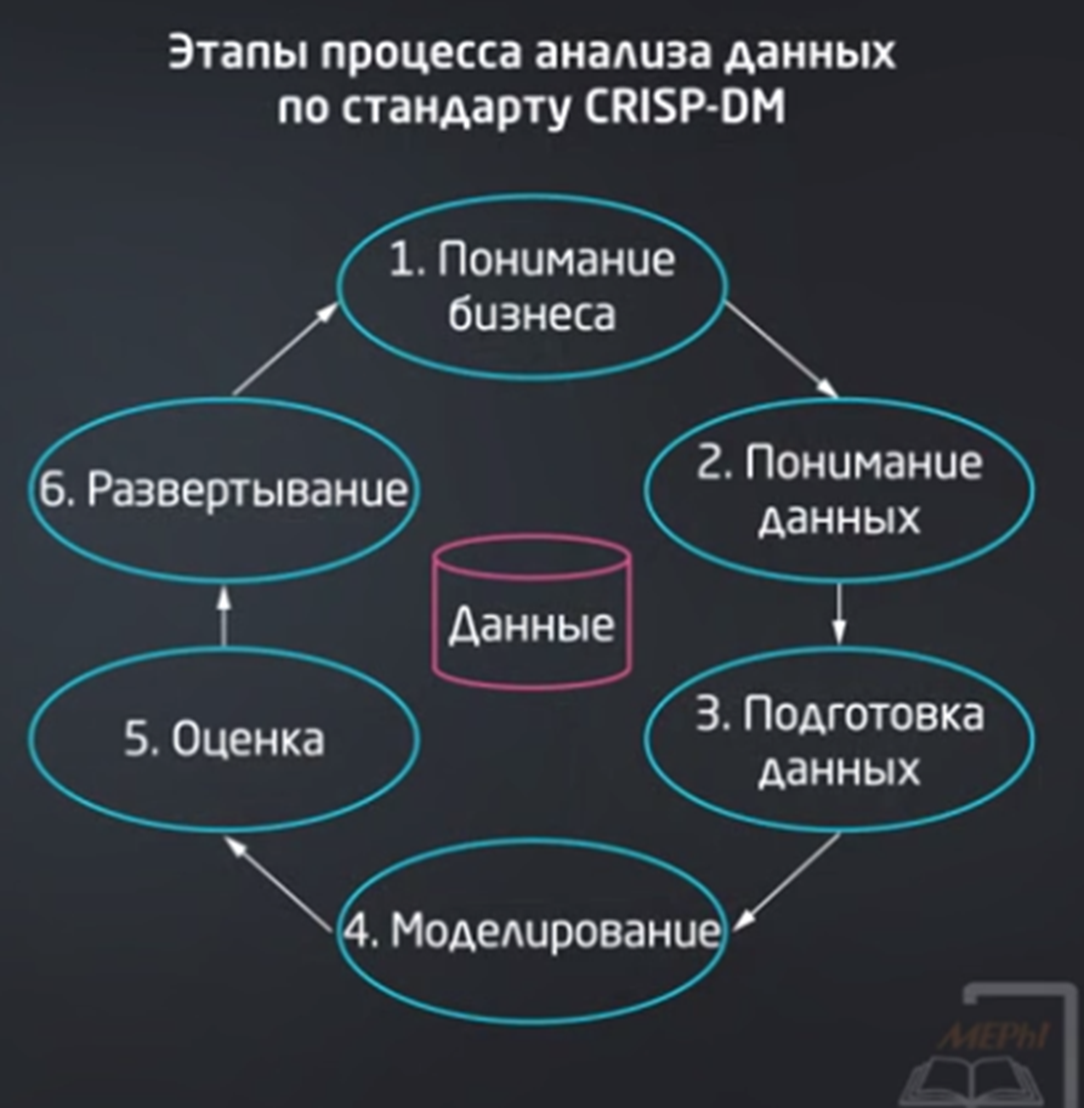 Этапы процесса анализа данных
по стандарту CRISP-DM
1. Понимание
бизнеса
2. Понимание
данных
3. Подготовка
данных
4. Моделирование
5. Оценка
6. Развертывание
Данные
MEPhI